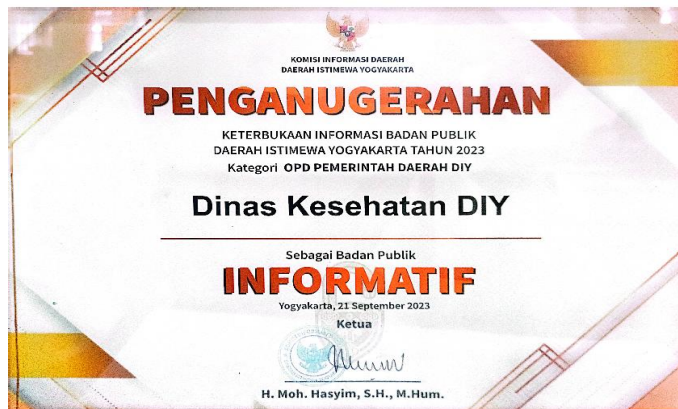 KOMISI INFORMASI DAERAH
DAERAH ISTIMEWA YOGYAKARTA
PENGANUGERAHAN
KETERBUKAAN INFORMASI BADAN PUBLIK
DAERAH ISTIMEWA YOGYAKARTA TAHUN 2023
Kategori OPD PEMERINTAH DAERAH DIY
Dinas Kesehatan DIY
Sebagai Badan Publik
INFORMATIF
Yogyakarta, 21 September 2023
Ketua
H. Moh. Hasyim, S.H., M.Hum.